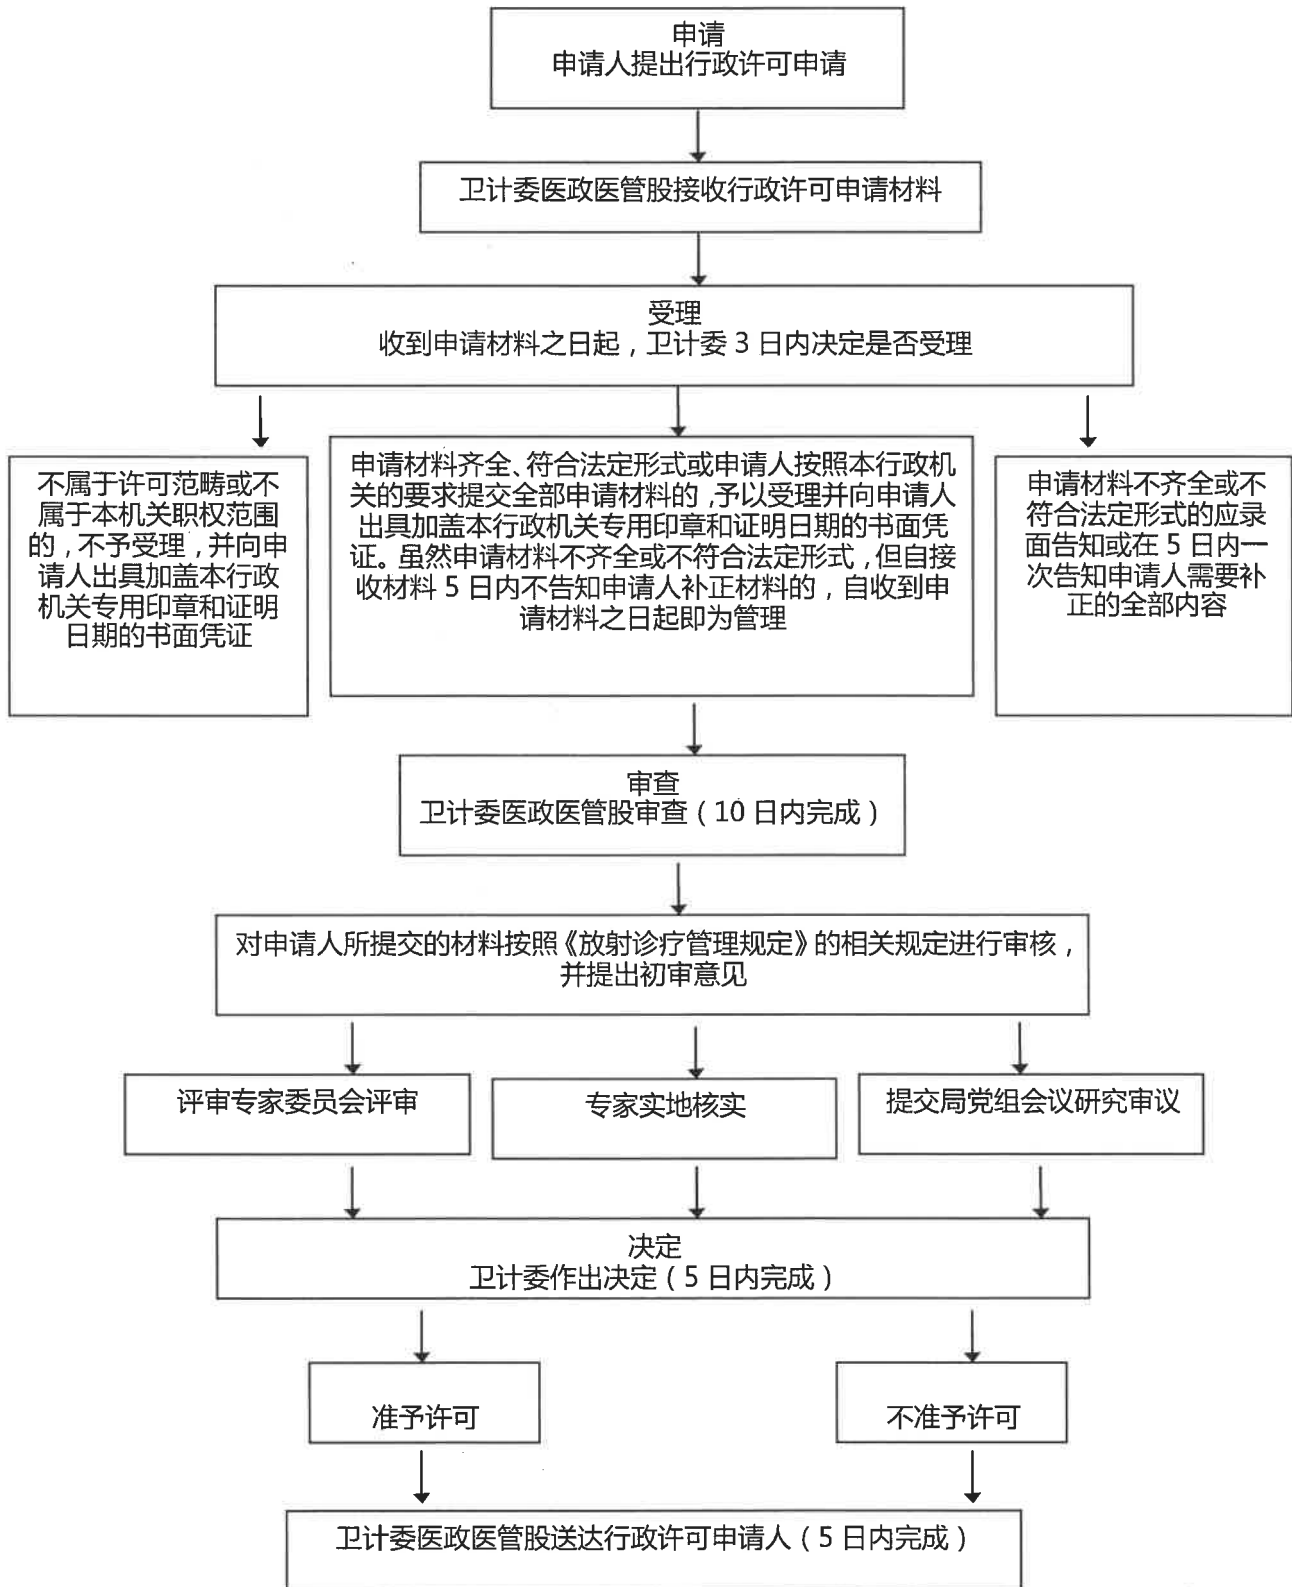 申请
申请人提出行政许可申请
卫计委医政医管股接收行政许可申请材料
受理
收到申请材料之日起，卫计委 3 日内决定是否受理
不属于许可范畴或不
属于本机关职权范围
的，不予受理，并向申
请人出具加盖本行政
机关专用印章和证明
日期的书面凭证
申请材料齐全、符合法定形式或申请人按照本行政机
关的要求提交全部申请材料的，予以受理并向申请人
出具加盖本行政机关专用印章和证明日期的书面凭
证。虽然申请材料不齐全或不符合法定形式，但自接
收材料 5 日内不告知申请人补正材料的，自收到申
请材料之日起即为管理
申请材料不齐全或不
符合法定形式的应录
面告知或在 5 日内一
次告知申请人需要补
正的全部内容
审查
卫计委医政医管股审查（10 日内完成）
对申请人所提交的材料按照《放射诊疗管理规定》的相关规定进行审核，
并提出初审意见
评审专家委员会评审
专家实地核实
提交局党组会议研究审议
决定
卫计委作出决定（5 日内完成）
准予许可
不准予许可
卫计委医政医管股送达行政许可申请人（5 日内完成）